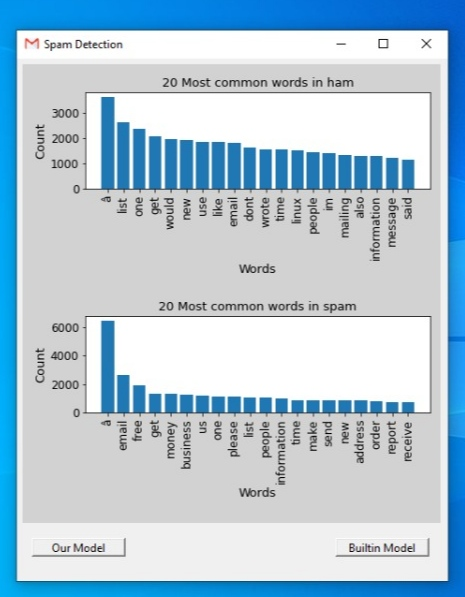 Spam Detection
20 Most common words in ham
Count
3000
2000
1000
0
â
list
one
get
would
new
use
like
email
dont
wrote
time
linux
people
im
mailing
also
information
message
said
Words
20 Most common words in spam
Count
6000
4000
2000
0
â
email
free
get
money
business
us
one
please
list
people
information
time
make
send
new
address
order
report
receive
Words
Our Model
Builtin Model